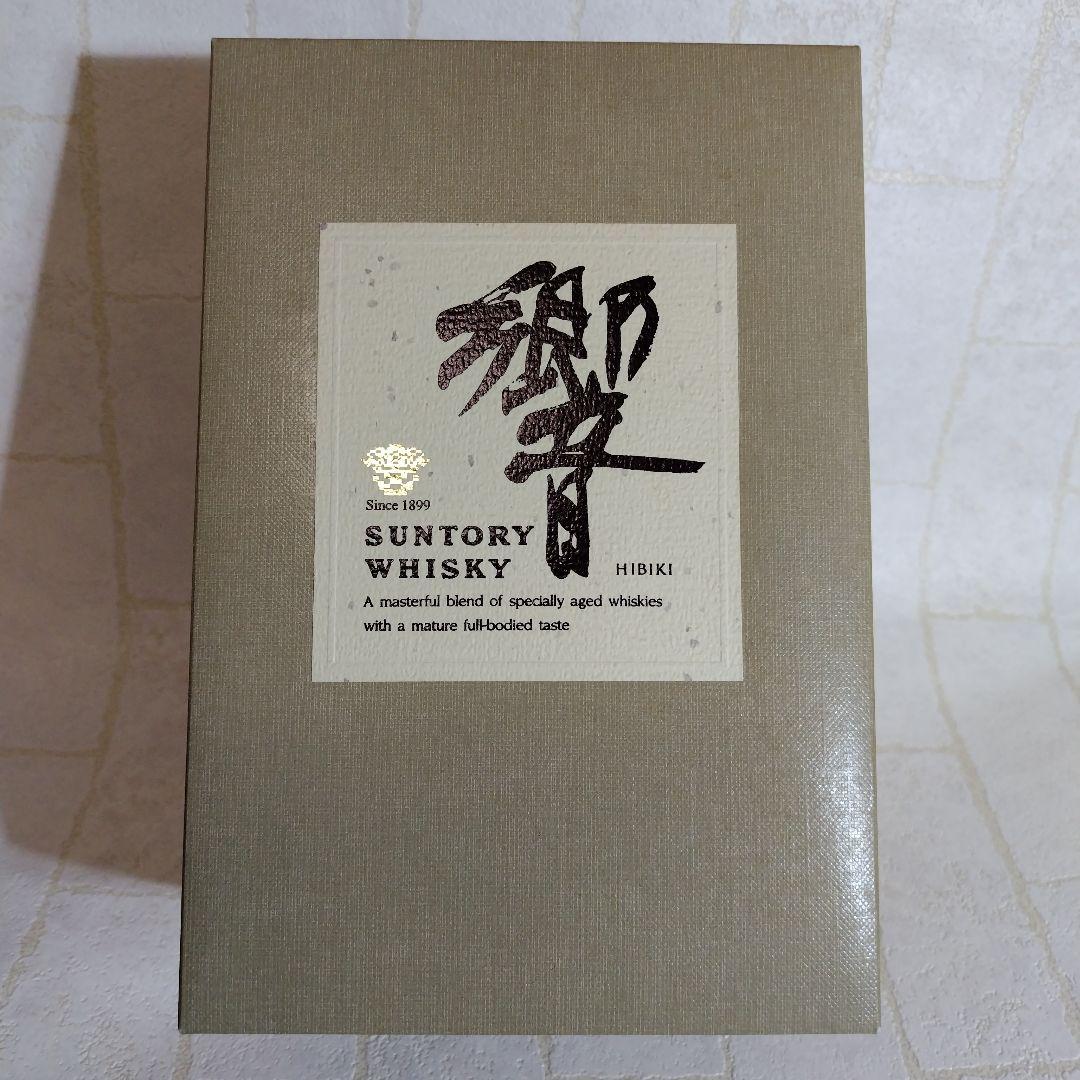 響
Since 1899
SUNTORY
WHISKY
HIBIKI
A masterful blend of specially aged whiskies
with a mature full-bodied taste